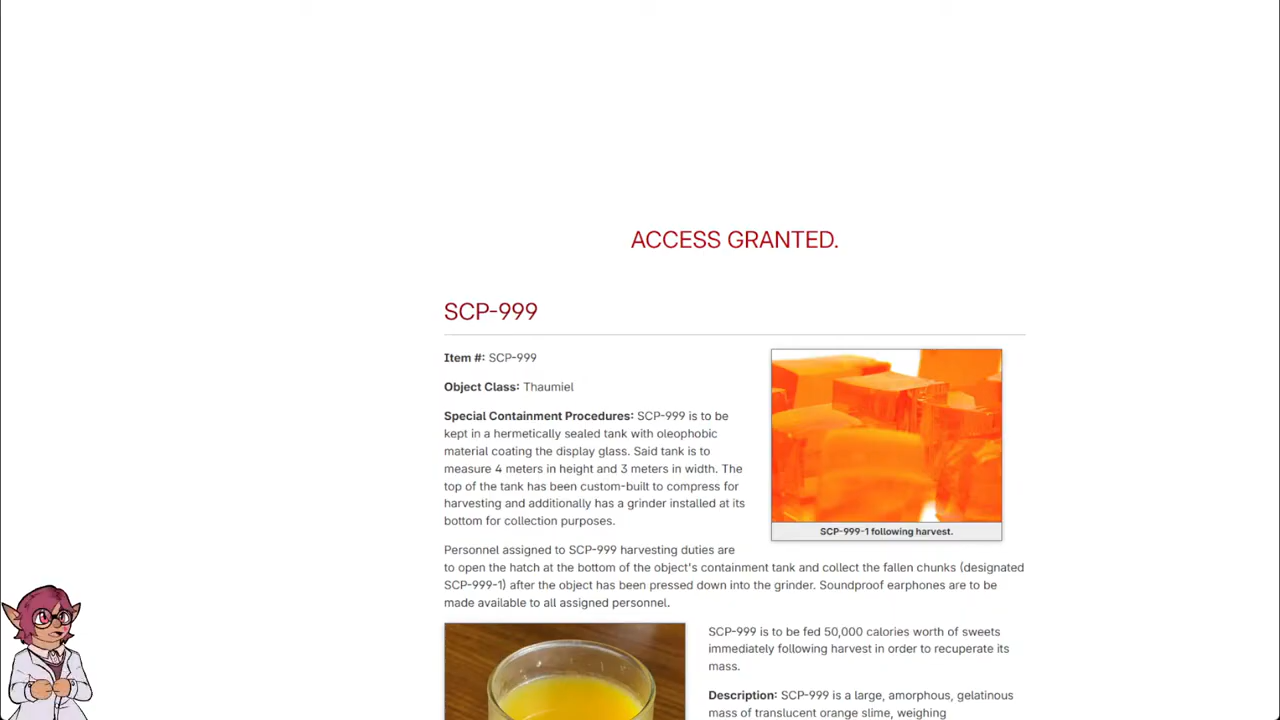 ACCESS GRANTED.
SCP-999
Item #: SCP-999
Object Class: Thaumiel
Special Containment Procedures: SCP-999 is to be
kept in a hermetically sealed tank with oleophobic
material coating the display glass. Said tank is to
measure 4 meters in height and 3 meters in width. The
top of the tank has been custom-built to compress for
harvesting and additionally has a grinder installed at its
bottom for collection purposes.
SCP-999-1 following harvest.
Personnel assigned to SCP-999 harvesting duties are
to open the hatch at the bottom of the object's containment tank and collect the fallen chunks (designated
SCP-999-1) after the object has been pressed down into the grinder. Soundproof earphones are to be
made available to all assigned personnel.
SCP-999 is to be fed 50,000 calories worth of sweets
immediately following harvest in order to recuperate its
mass.
Description: SCP-999 is a large, amorphous, gelatinous
mass of translucent orange slime, weighing